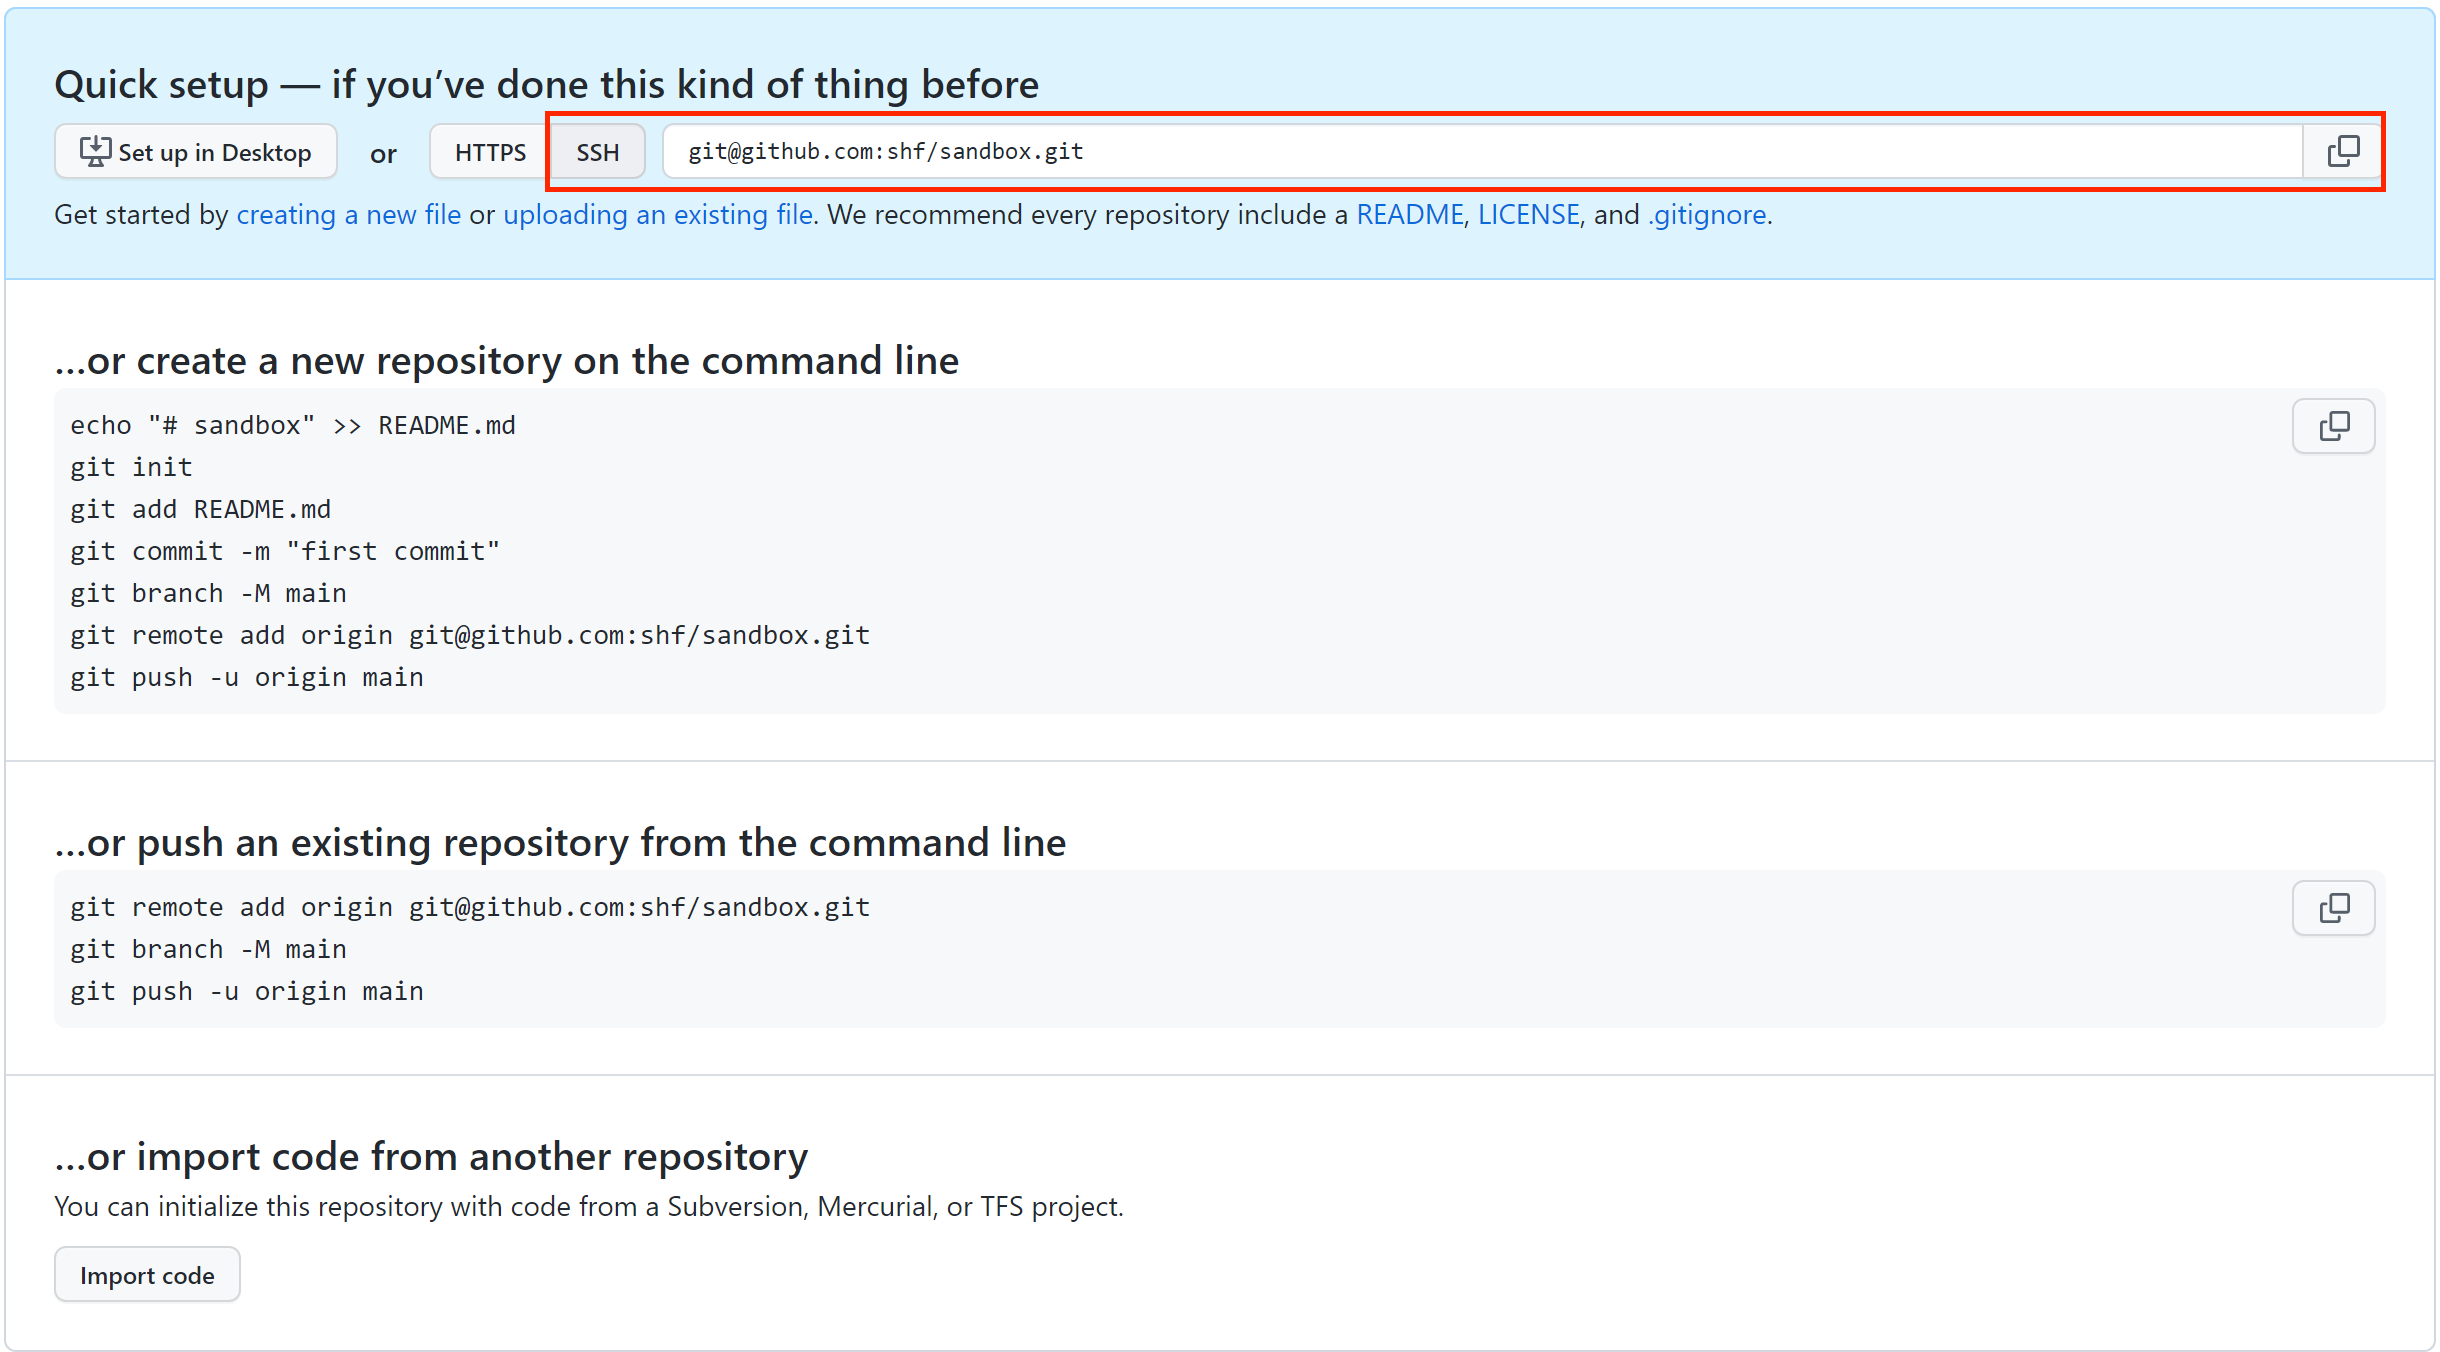 Quick setup — if you’ve done this kind of thing before
Set up in Desktop or HTTPS SSH git@github.com:shf/sandbox.git
Get started by creating a new file or uploading an existing file. We recommend every repository include a README, LICENSE, and .gitignore.
...or create a new repository on the command line
echo "# sandbox" >> README.md
git init
git add README.md
git commit -m "first commit"
git branch -M main
git remote add origin git@github.com:shf/sandbox.git
git push -u origin main
...or push an existing repository from the command line
git remote add origin git@github.com:shf/sandbox.git
git branch -M main
git push -u origin main
...or import code from another repository
You can initialize this repository with code from a Subversion, Mercurial, or TFS project.
Import code